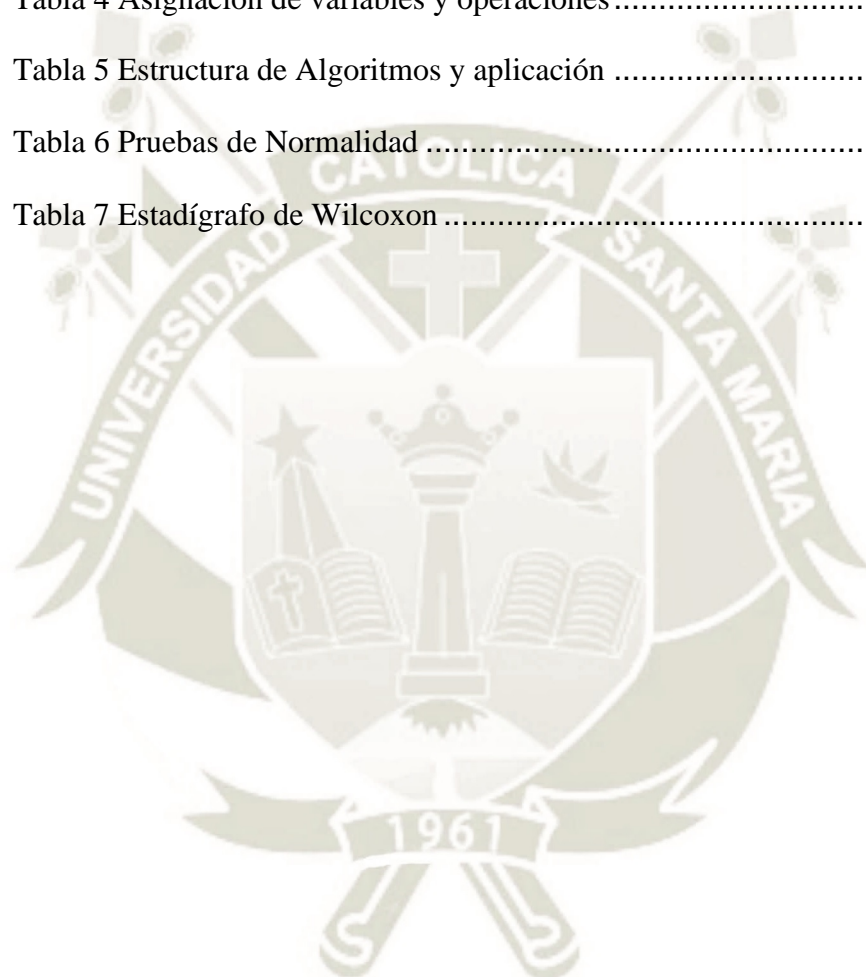 Tabla 4 Asignación de variables y operaciones............................
Tabla 5 Estructura de Algoritmos y aplicación ............................
Tabla 6 Pruebas de Normalidad.................................................
Tabla 7 Estadígrafo de Wilcoxon...............................................
UNIVERSIDAD CATOLICA SANTA MARIA
1961